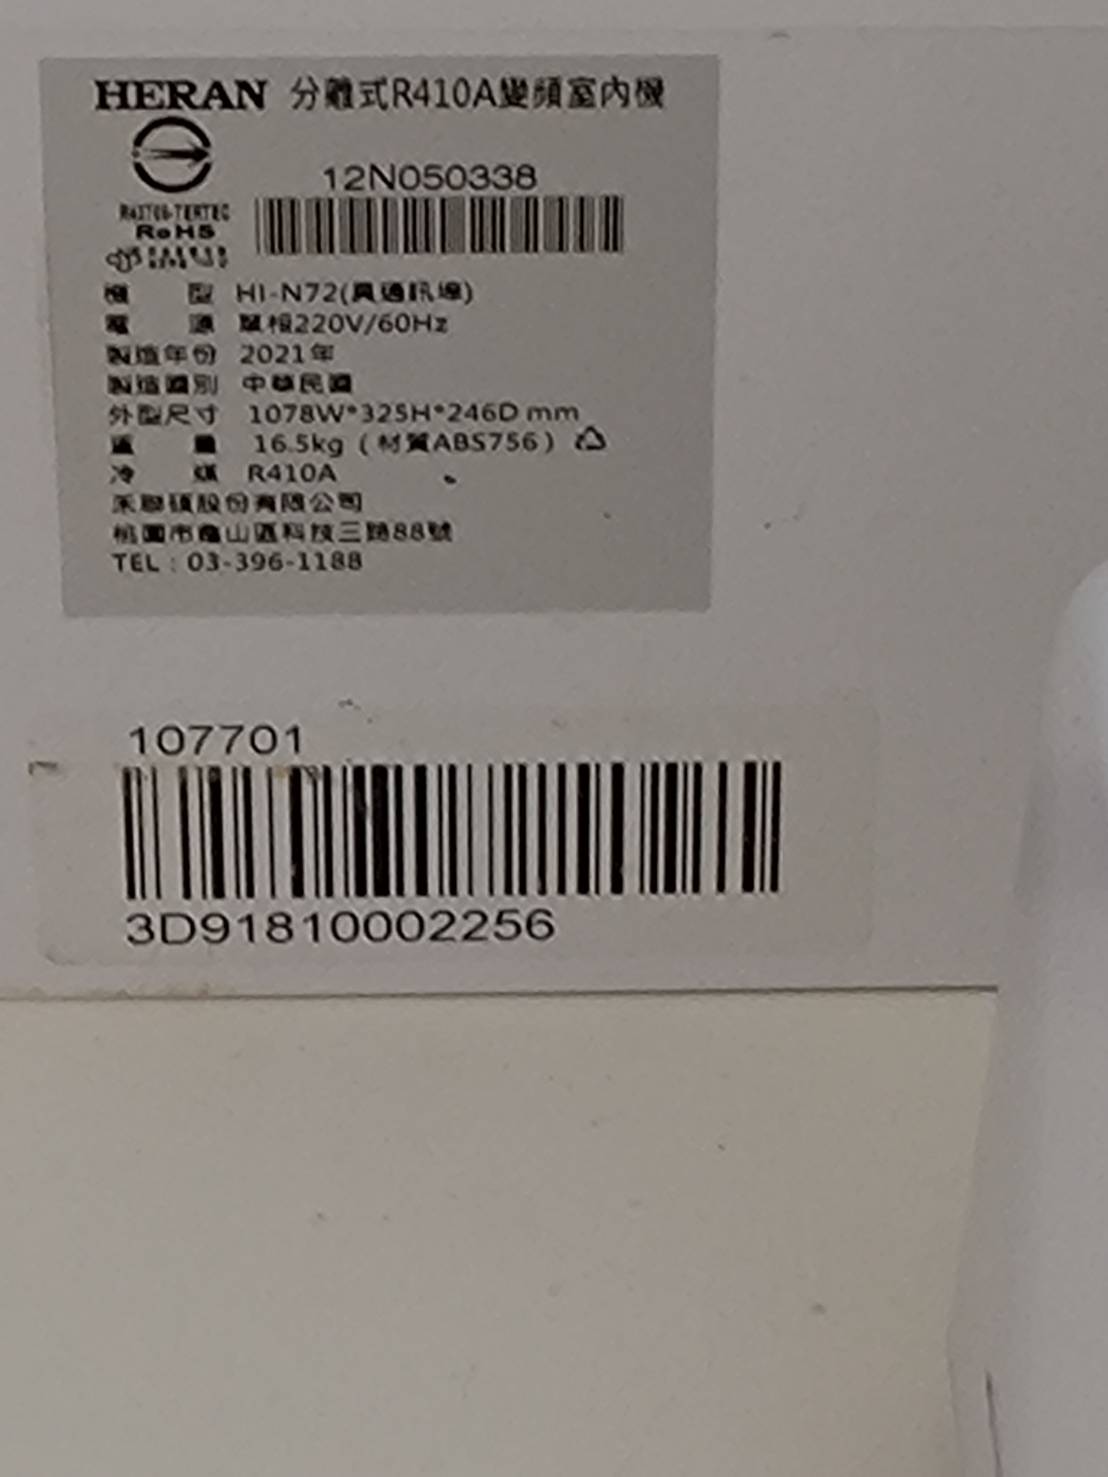 HERAN 分離式R410A變頻室內機
12N050338
RoHS
機 型 HI-N72(具通訊埠)
電 源 單相220V/60Hz
製造年份 2021年
製造國別 中華民國
外型尺寸 1078W*325H*246D mm
重 量 16.5kg (材質ABS756)
冷 媒 R410A
禾聯碩股份有限公司
桃園市龜山區科技三路88號
TEL : 03-396-1188
107701
3D91810002256